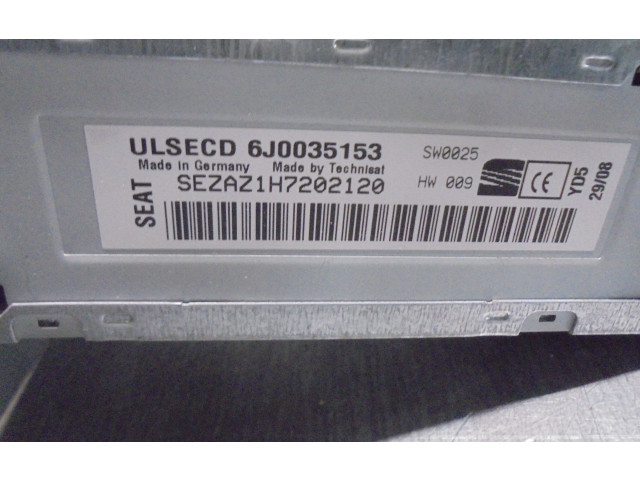 ULSECD 6J0035153
SW0025
Made in Germany Made by Technisat
SEAT
SEZAZ1H7202120
HW 009
CE
YD5
29/08